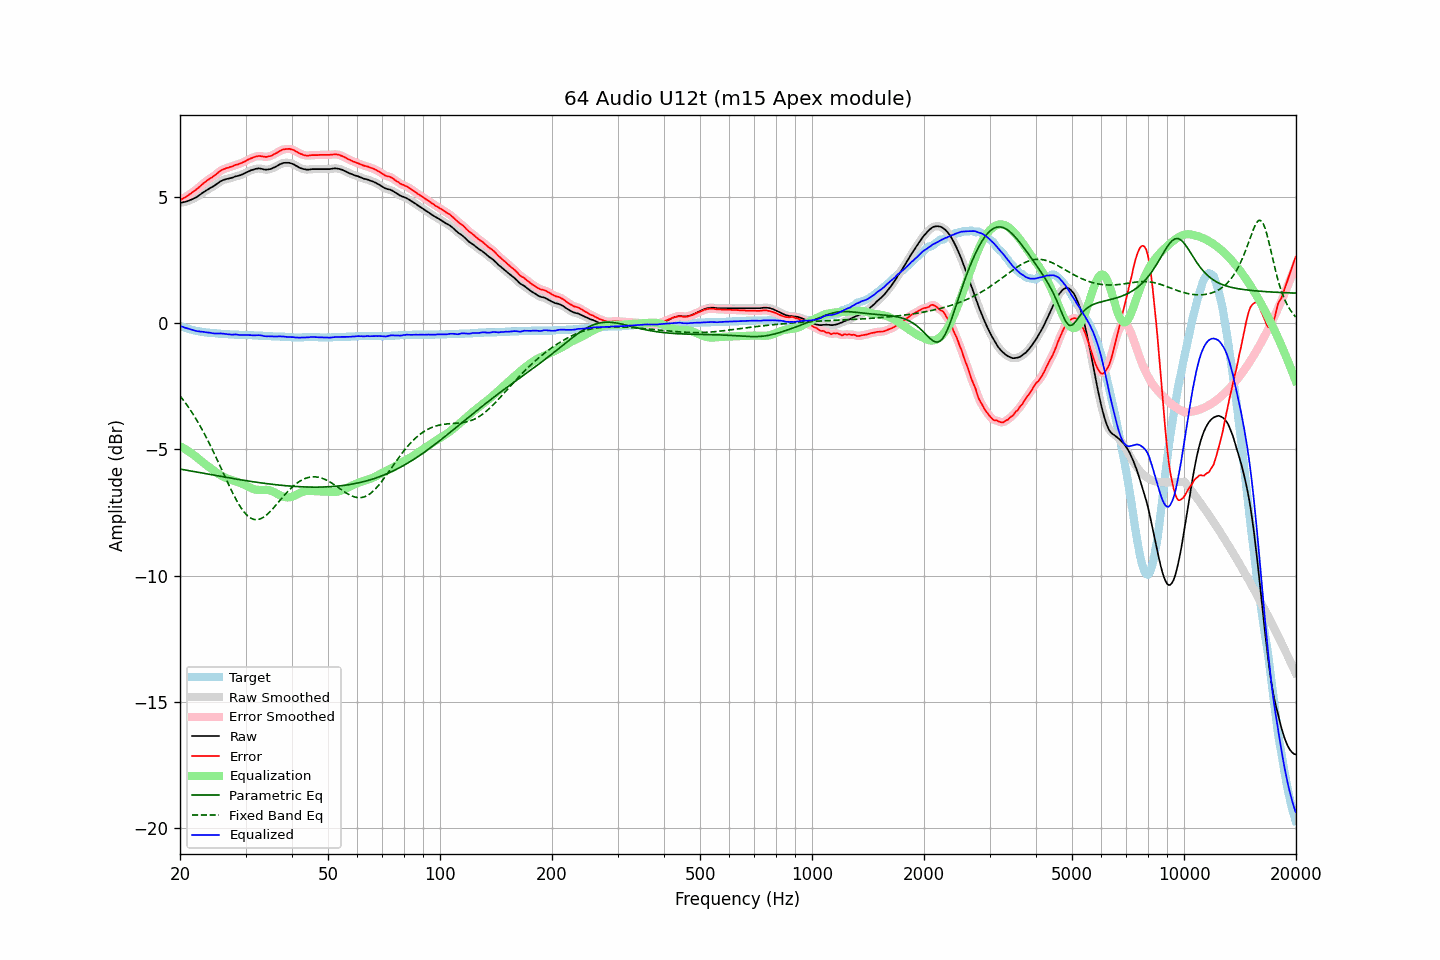 64 Audio U12t (m15 Apex module)
Amplitude (dBr)
5
0
−5
−10
−15
−20
Target
Raw Smoothed
Error Smoothed
Raw
Error
Equalization
Parametric Eq
Fixed Band Eq
Equalized
20 50 100 200 500 1000 2000 5000 10000 20000
Frequency (Hz)